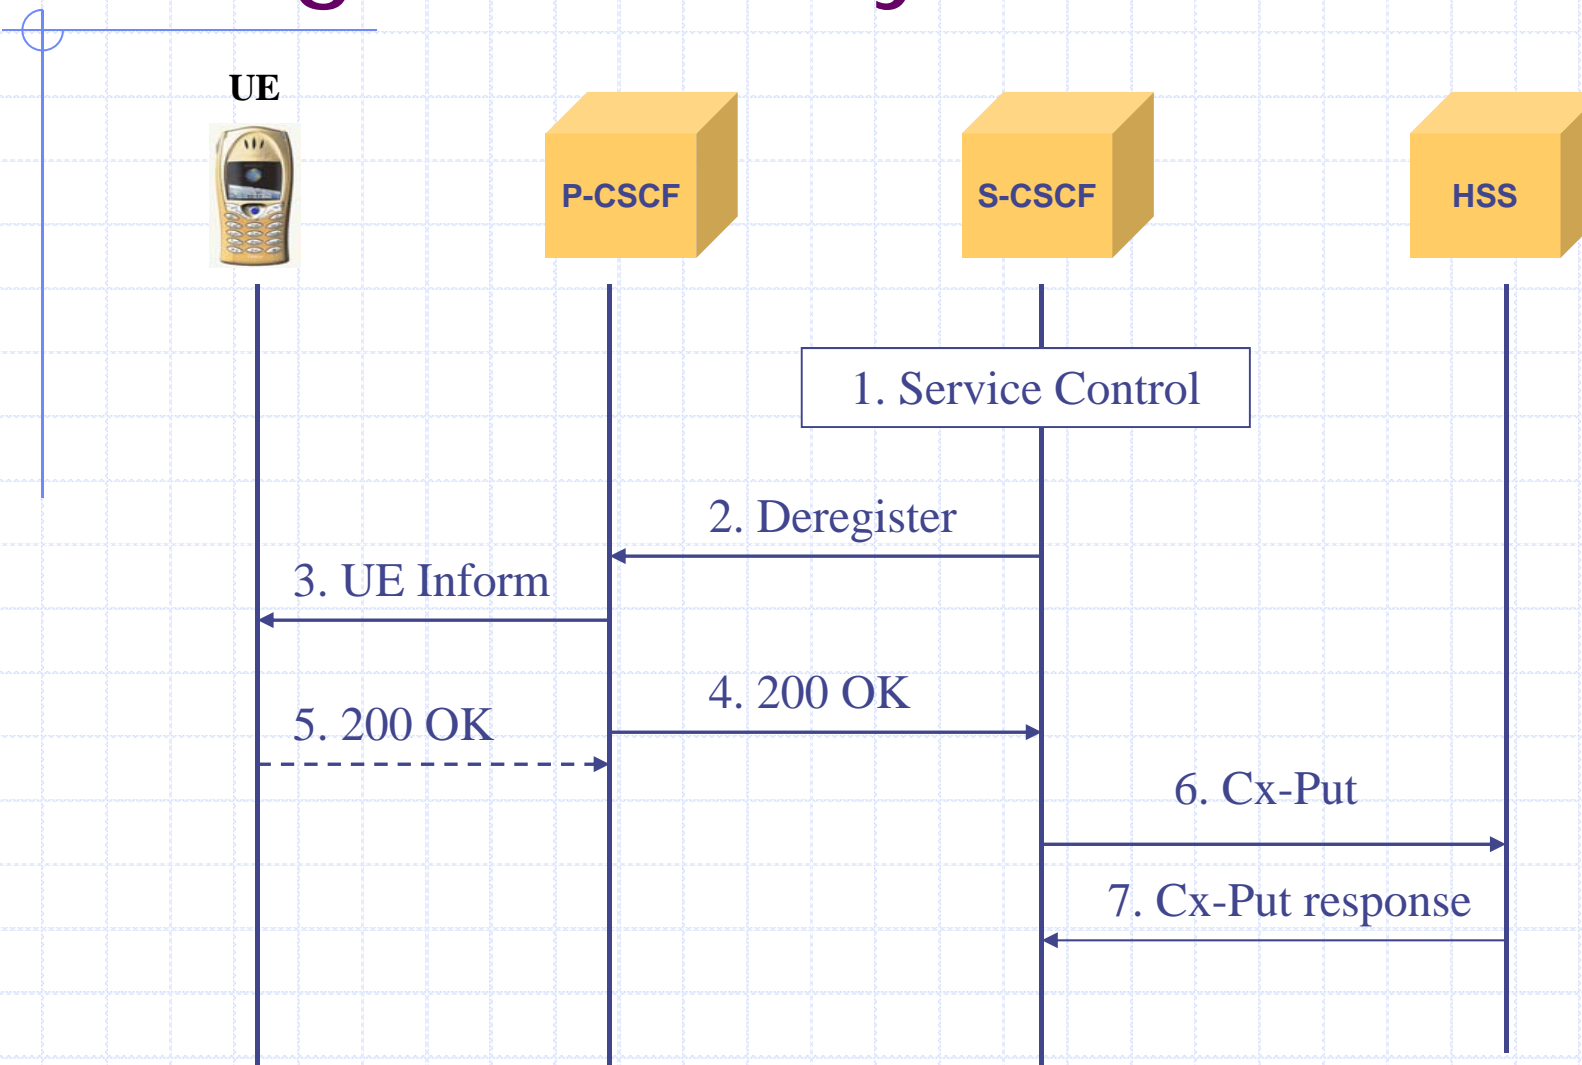 UE
P-CSCF
S-CSCF
HSS
1. Service Control
2. Deregister
3. UE Inform
4. 200 OK
5. 200 OK
6. Cx-Put
7. Cx-Put response